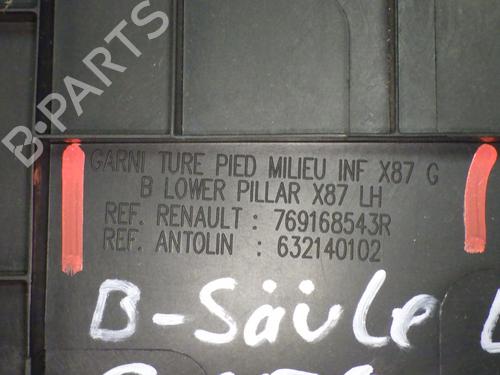 B-PARTS
GARNI TURE PIED MILIEU INF X87 G
B LOWER PILLAR X87 LH
REF. RENAULT : 769168543R
REF. ANTOLIN : 632140102
B-Säule